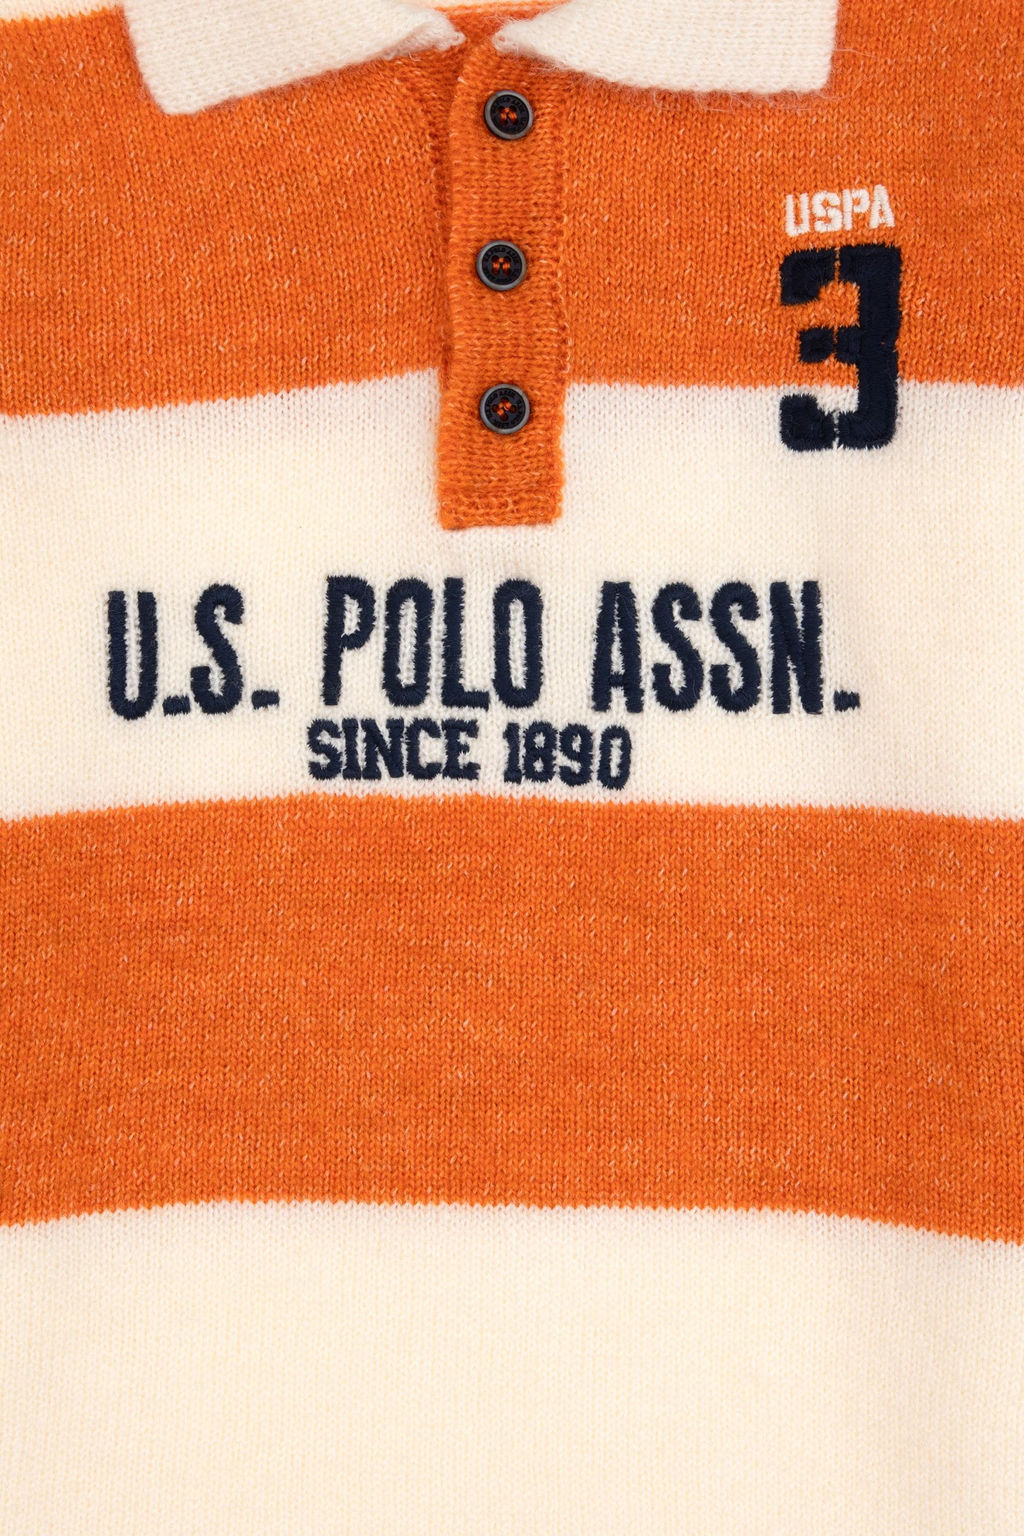 USPA
3
U.S. POLO ASSN.
SINCE 1890